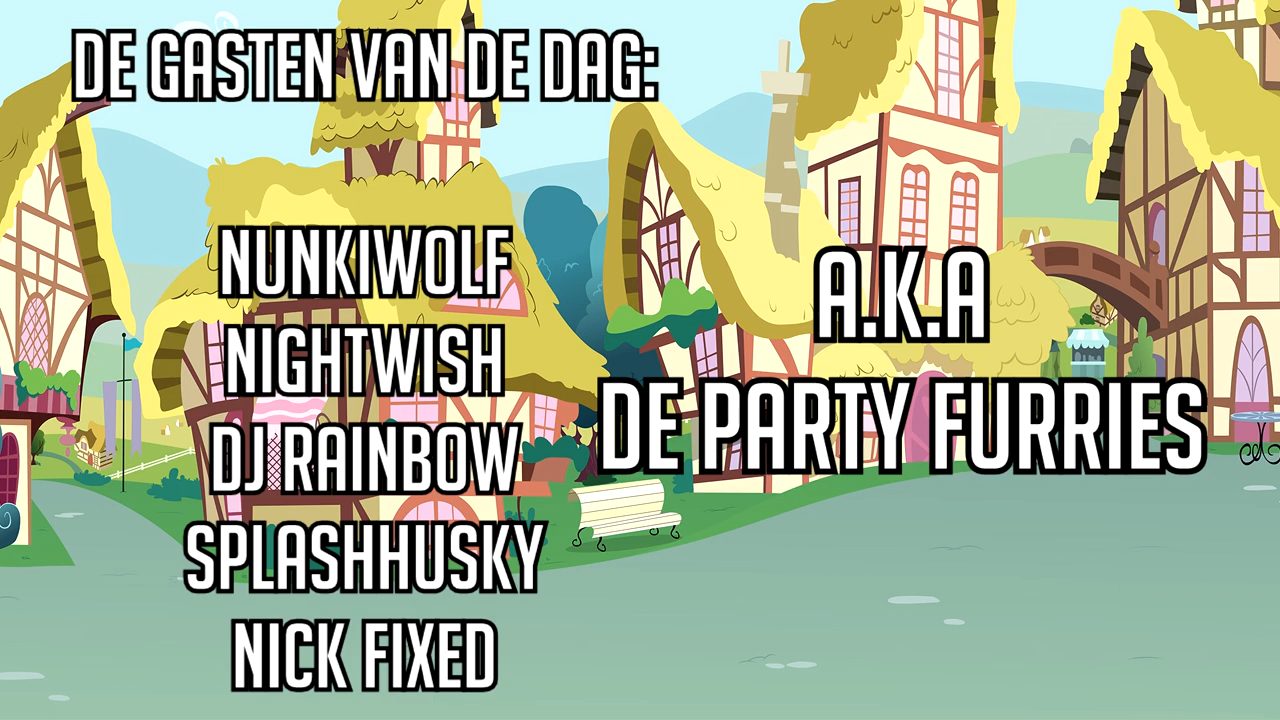 DE GASTEN VAN DE DAG:
NUNKIWOLF
NIGHTWISH
DJ RAINBOW
SPLASHHUSKY
NICK FIXED
A.K.A
DE PARTY FURRIES